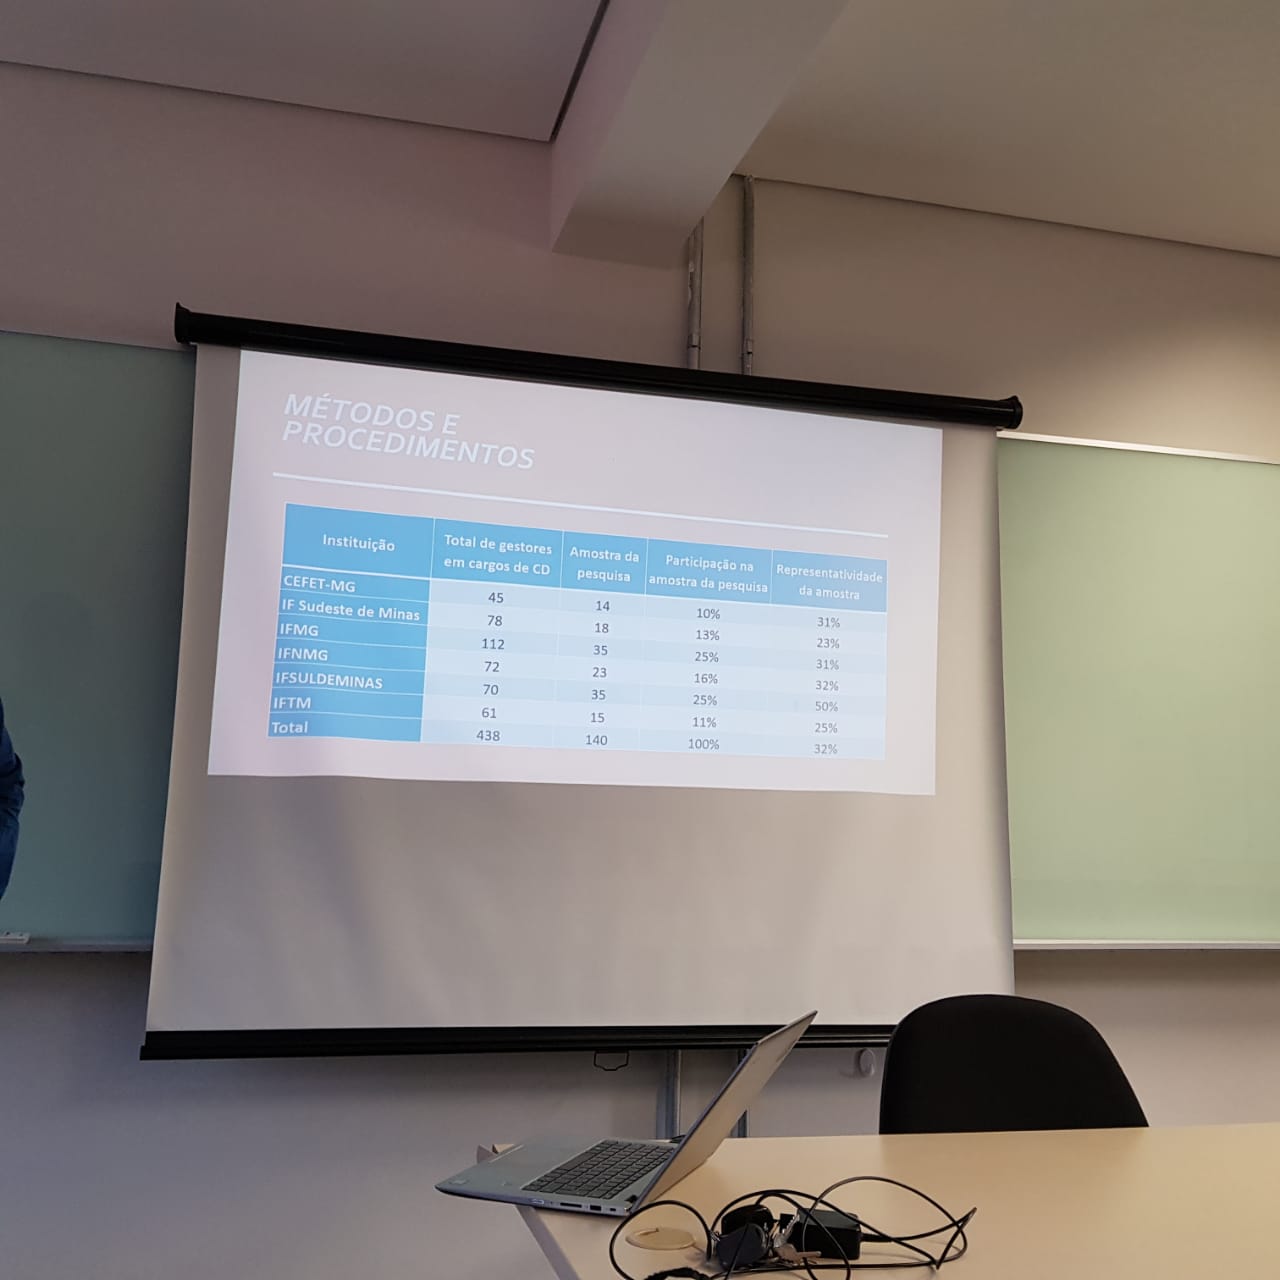 MÉTODOS E
PROCEDIMENTOS
Instituição Total de gestores em cargos de CD Amostra da pesquisa Participação na amostra da pesquisa Representatividade da amostra
CEFET-MG 45 14 10% 31%
IF Sudeste de Minas 78 18 13% 23%
IFMG 112 35 25% 31%
IFNMG 72 23 16% 32%
IFSULDEMINAS 70 35 25% 50%
IFTM 61 15 11% 25%
Total 438 140 100% 32%